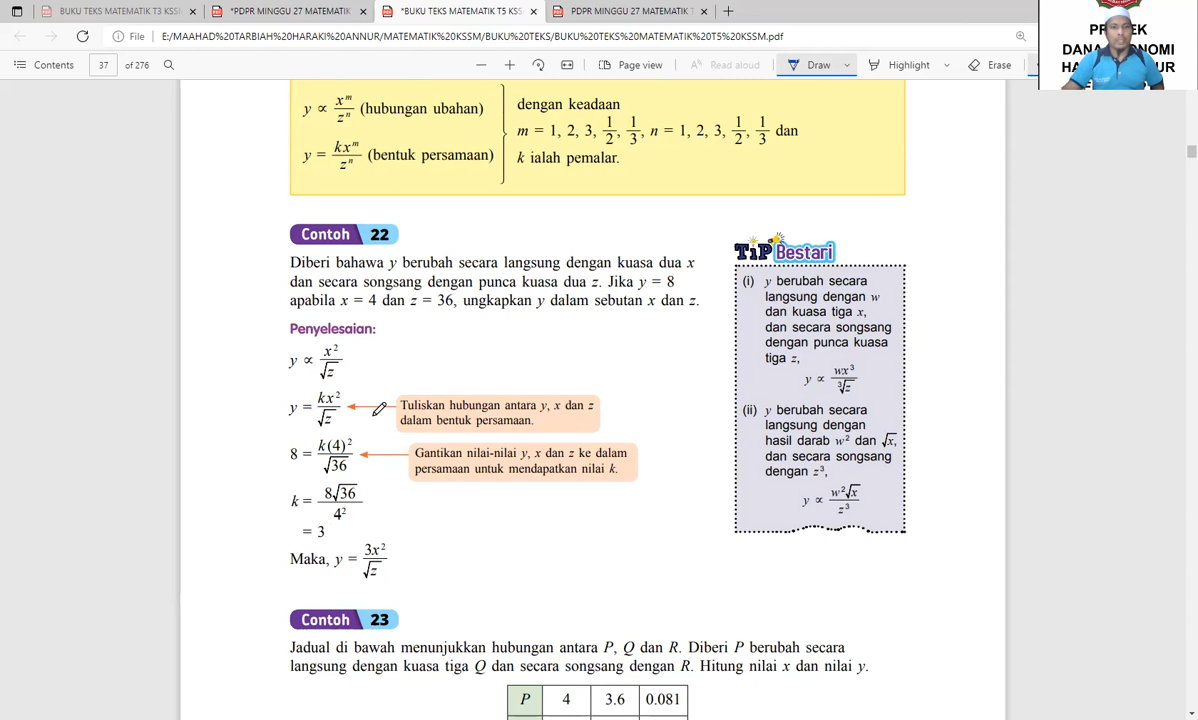 BUKU TEKS MATEMATIK T3 KSSM
*PDPR MINGGU 27 MATEMATIK
*BUKU TEKS MATEMATIK T5 KSS
PDPR MINGGU 27 MATEMATIK
File
E:/MAAHAD%20TARBIAH%20HARAKI%20ANNUR/MATEMATIK%20KSSM/BUKU%20TEKS/BUKU%20TEKS%20MATEMATIK%20T5%20KSSM.pdf
Contents
37
of 276
Page view
Read aloud
Draw
Highlight
Erase
y ∝ x^m/z^n (hubungan ubahan)
y = kx^m/z^n (bentuk persamaan)
dengan keadaan
m = 1, 2, 3, 1/2, 1/3, n = 1, 2, 3, 1/2, 1/3 dan
k ialah pemalar.
Contoh 22
Diberi bahawa y berubah secara langsung dengan kuasa dua x
dan secara songsang dengan punca kuasa dua z. Jika y = 8
apabila x = 4 dan z = 36, ungkapkan y dalam sebutan x dan z.
Penyelesaian:
y ∝ x²/√z
y = kx²/√z
Tuliskan hubungan antara y, x dan z
dalam bentuk persamaan.
8 = k(4)²/√36
Gantikan nilai-nilai y, x dan z ke dalam
persamaan untuk mendapatkan nilai k.
k = 8√36/4²
= 3
Maka, y = 3x²/√z
TiP Bestari
(i) y berubah secara
langsung dengan w
dan kuasa tiga x,
dan secara songsang
dengan punca kuasa
tiga z,
y ∝ wx³/∛z
(ii) y berubah secara
langsung dengan
hasil darab w² dan √x,
dan secara songsang
dengan z³,
y ∝ w²√x/z³
Contoh 23
Jadual di bawah menunjukkan hubungan antara P, Q dan R. Diberi P berubah secara
langsung dengan kuasa tiga Q dan secara songsang dengan R. Hitung nilai x dan nilai y.
P 4 3.6 0.081